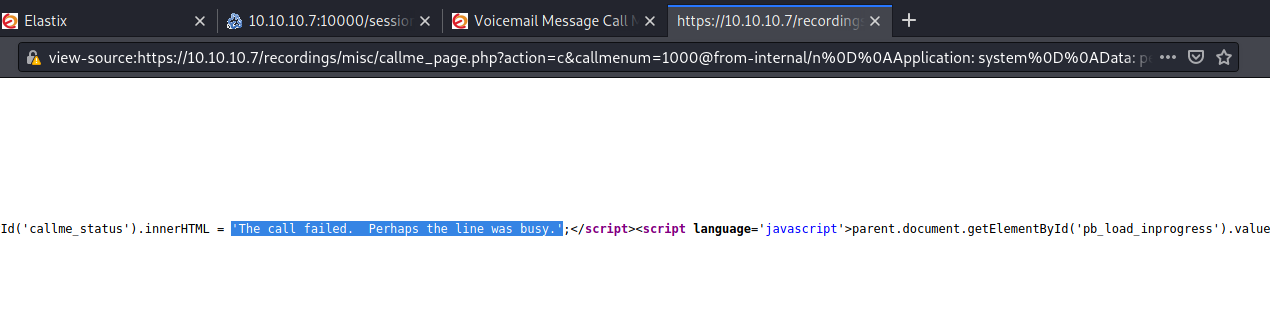 Elastix
10.10.10.7:10000/session
Voicemail Message Call M
https://10.10.10.7/recordings
view-source:https://10.10.10.7/recordings/misc/callme_page.php?action=c&callmenum=1000@from-internal/n%0D%0AApplication: system%0D%0AData: pe
Id('callme_status').innerHTML = 'The call failed.  Perhaps the line was busy.';</script><script language='javascript'>parent.document.getElementById('pb_load_inprogress').value